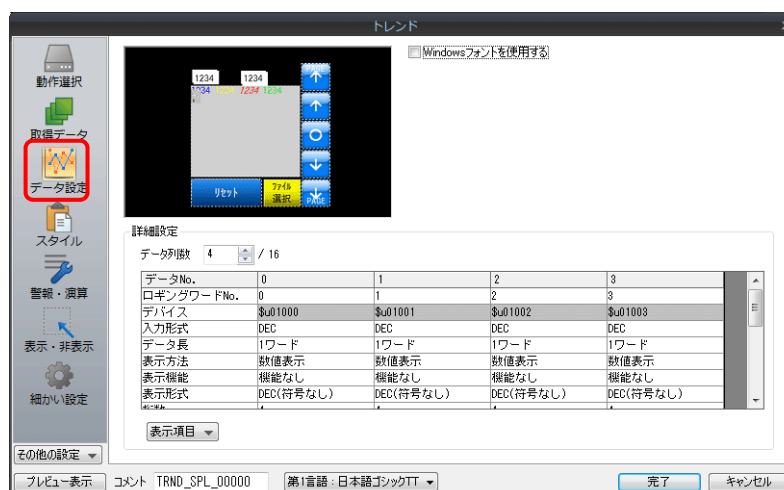 トレンド
動作選択
取得データ
データ設定
スタイル
警報・演算
表示・非表示
細かい設定
その他の設定
1234 1234
1234 1234 1234
PAGE
リセット
ファイル
選択
PAGE
Windowsフォントを使用する
詳細設定
データ列数 4 / 16
データNo. 0 1 2 3
ロギングワードNo. 0 1 2 3
デバイス $u01000 $u01001 $u01002 $u01003
入力形式 DEC DEC DEC DEC
データ長 1ワード 1ワード 1ワード 1ワード
表示方法 数値表示 数値表示 数値表示 数値表示
表示機能 機能なし 機能なし 機能なし 機能なし
表示形式 DEC(符号なし) DEC(符号なし) DEC(符号なし) DEC(符号なし)
表示項目
プレビュー表示 コメント TRND_SPL_00000 第1言語:日本語ゴシックTT 完了 キャンセル